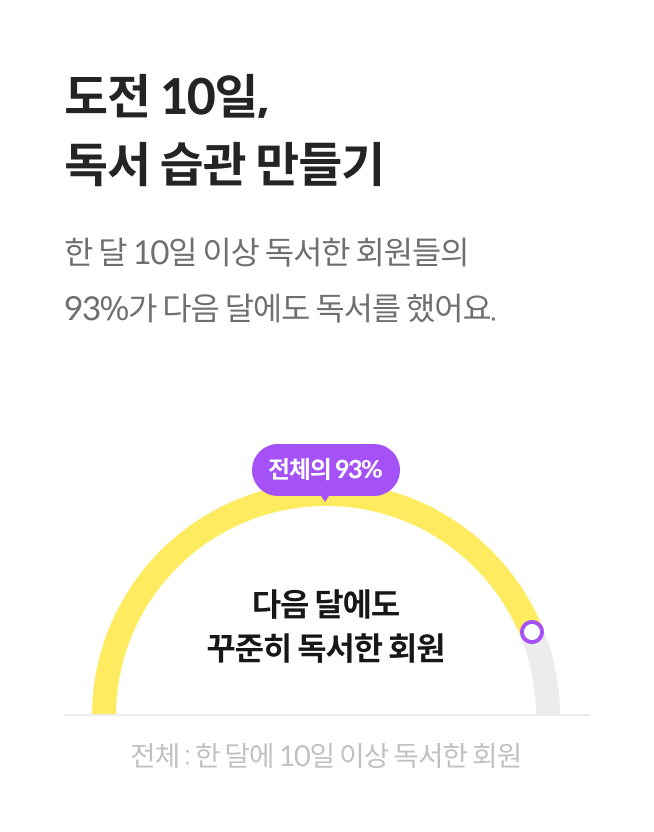 도전 10일,
독서 습관 만들기
한 달 10일 이상 독서한 회원들의
93%가 다음 달에도 독서를 했어요.
전체의 93%
다음 달에도
꾸준히 독서한 회원
전체 : 한 달에 10일 이상 독서한 회원